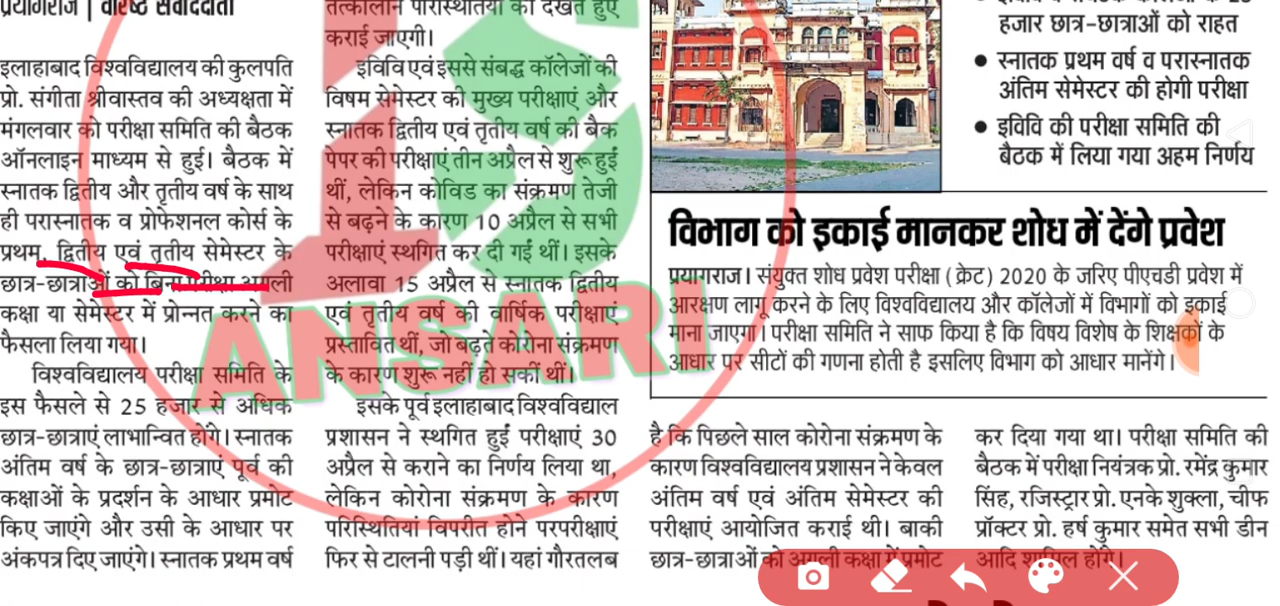 प्रयागराज | वरिष्ठ संवाददाता
इलाहाबाद विश्वविद्यालय की कुलपति
प्रो. संगीता श्रीवास्तव की अध्यक्षता में
मंगलवार को परीक्षा समिति की बैठक
ऑनलाइन माध्यम से हुई। बैठक में
स्नातक द्वितीय और तृतीय वर्ष के साथ
ही परास्नातक व प्रोफेशनल कोर्स के
प्रथम, द्वितीय एवं तृतीय सेमेस्टर के
छात्र-छात्राओं को बिना परीक्षा अगली
कक्षा या सेमेस्टर में प्रोन्नत करने का
फैसला लिया गया।
विश्वविद्यालय परीक्षा समिति के
इस फैसले से 25 हजार से अधिक
छात्र-छात्राएं लाभान्वित होंगे। स्नातक
अंतिम वर्ष के छात्र-छात्राएं पूर्व की
कक्षाओं के प्रदर्शन के आधार प्रमोट
किए जाएंगे और उसी के आधार पर
अंकपत्र दिए जाएंगे। स्नातक प्रथम वर्ष
तत्कालीन परिस्थितियों को देखते हुए
कराई जाएगी।
इविवि एवं इससे संबद्ध कॉलेजों की
विषम सेमेस्टर की मुख्य परीक्षाएं और
स्नातक द्वितीय एवं तृतीय वर्ष की बैक
पेपर की परीक्षाएं तीन अप्रैल से शुरू हुई
थीं, लेकिन कोविड का संक्रमण तेजी
से बढ़ने के कारण 10 अप्रैल से सभी
परीक्षाएं स्थगित कर दी गई थीं। इसके
अलावा 15 अप्रैल से स्नातक द्वितीय
एवं तृतीय वर्ष की वार्षिक परीक्षाएं
प्रस्तावित थीं, जो बढ़ते कोरोना संक्रमण
के कारण शुरू नहीं हो सकीं थीं।
इसके पूर्व इलाहाबाद विश्वविद्याल
प्रशासन ने स्थगित हुईं परीक्षाएं 30
अप्रैल से कराने का निर्णय लिया था,
लेकिन कोरोना संक्रमण के कारण
परिस्थितियां विपरीत होने परपरीक्षाएं
फिर से टालनी पड़ी थीं। यहां गौरतलब
हजार छात्र-छात्राओं को राहत
● स्नातक प्रथम वर्ष व परास्नातक
अंतिम सेमेस्टर की होगी परीक्षा
● इविवि की परीक्षा समिति की
बैठक में लिया गया अहम निर्णय
विभाग को इकाई मानकर शोध में देंगे प्रवेश
प्रयागराज। संयुक्त शोध प्रवेश परीक्षा (क्रेट) 2020 के जरिए पीएचडी प्रवेश में
आरक्षण लागू करने के लिए विश्वविद्यालय और कॉलेजों में विभागों को इकाई
माना जाएगा। परीक्षा समिति ने साफ किया है कि विषय विशेष के शिक्षकों के
आधार पर सीटों की गणना होती है इसलिए विभाग को आधार मानेंगे।
है कि पिछले साल कोरोना संक्रमण के
कारण विश्वविद्यालय प्रशासन ने केवल
अंतिम वर्ष एवं अंतिम सेमेस्टर की
परीक्षाएं आयोजित कराई थी। बाकी
छात्र-छात्राओं को अगली कक्षा में प्रमोट
कर दिया गया था। परीक्षा समिति की
बैठक में परीक्षा नियंत्रक प्रो. रमेंद्र कुमार
सिंह, रजिस्ट्रार प्रो. एनके शुक्ला, चीफ
प्रॉक्टर प्रो. हर्ष कुमार समेत सभी डीन
आदि शामिल होंगे।
ANSARI